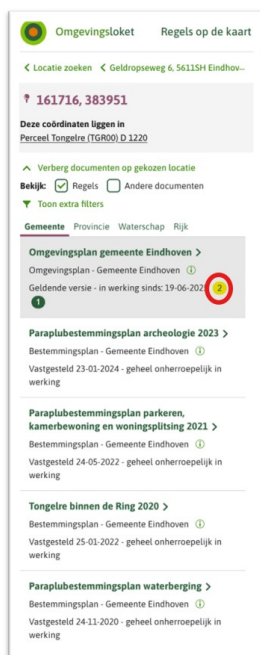 Omgevingsloket Regels op de kaart
Locatie zoeken Geldropseweg 6, 5611SH Eindhov...
161716, 383951
Deze coördinaten liggen in
Perceel Tongelre (TGR00) D 1220
Verberg documenten op gekozen locatie
Bekijk: Regels Andere documenten
Toon extra filters
Gemeente Provincie Waterschap Rijk
Omgevingsplan gemeente Eindhoven >
Omgevingsplan - Gemeente Eindhoven
Geldende versie - in werking sinds: 19-06-202 2
1
Paraplubestemmingsplan archeologie 2023 >
Bestemmingsplan - Gemeente Eindhoven
Vastgesteld 23-01-2024 - geheel onherroepelijk in
werking
Paraplubestemmingsplan parkeren,
kamerbewoning en woningsplitsing 2021 >
Bestemmingsplan - Gemeente Eindhoven
Vastgesteld 24-05-2022 - geheel onherroepelijk in
werking
Tongelre binnen de Ring 2020 >
Bestemmingsplan - Gemeente Eindhoven
Vastgesteld 25-01-2022 - geheel onherroepelijk in
werking
Paraplubestemmingsplan waterberging >
Bestemmingsplan - Gemeente Eindhoven
Vastgesteld 24-11-2020 - geheel onherroepelijk in
werking